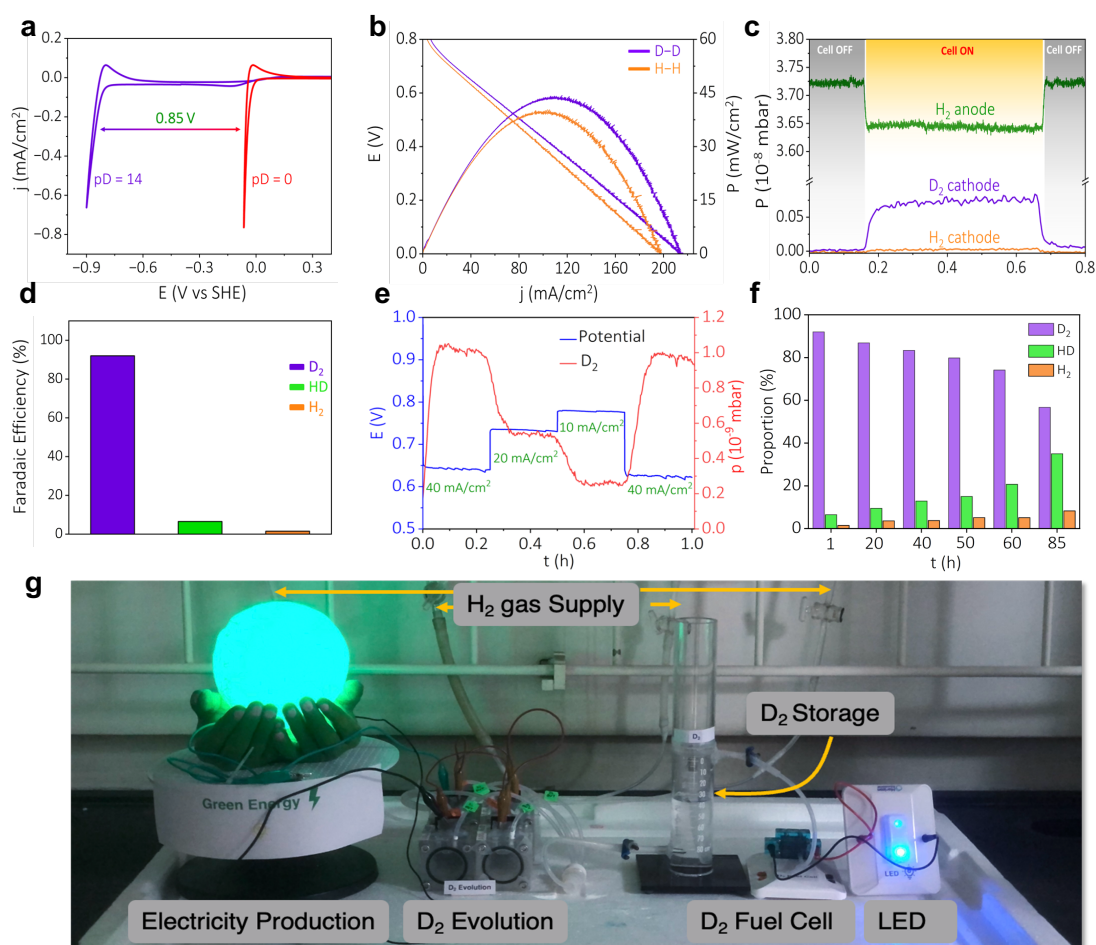 a
0.0
−0.2
−0.4
−0.6
−0.8
j (mA/cm²)
0.85 V
pD = 14
pD = 0
−0.9
−0.6
−0.3
0.0
0.3
E (V vs SHE)
b
0.8
0.6
0.4
0.2
0.0
E (V)
D−D
H−H
60
45
30
15
0
P (mW/cm²)
0
40
80
120
160
200
240
j (mA/cm²)
c
3.80
3.75
3.70
3.65
3.60
0.05
0.00
P (10⁻⁸ mbar)
Cell OFF
Cell ON
Cell OFF
H₂ anode
D₂ cathode
H₂ cathode
0.0
0.2
0.4
0.6
0.8
d
100
80
60
40
20
0
Faradaic Efficiency (%)
D₂
HD
H₂
e
1.0
0.9
0.8
0.7
0.6
0.5
E (V)
Potential
D₂
40 mA/cm²
20 mA/cm²
10 mA/cm²
40 mA/cm²
1.2
1.0
0.8
0.6
0.4
0.2
0.0
p (10⁻⁹ mbar)
0.0
0.2
0.4
0.6
0.8
1.0
t (h)
f
100
80
60
40
20
0
Proportion (%)
D₂
HD
H₂
1
20
40
50
60
85
t (h)
g
H₂ gas Supply
D₂ Storage
Green Energy
D₂ Evolution
D₂
LED
Electricity Production
D₂ Evolution
D₂ Fuel Cell
LED